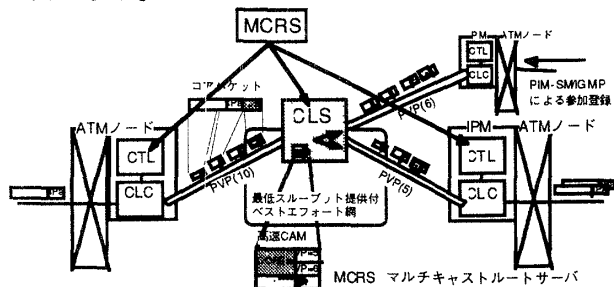 MCRS
PM ATMノード
CTL
CLC
PIM-SM/IGMP
による参加登録
CLS
PVP(6)
ATMノード
CTL
CLC
PVP(10)
IPM ATMノード
CTL
CLC
PVP(5)
最低スループット提供付
ベストエフォート網
高速CAM
MCRS マルチキャストルートサーバ